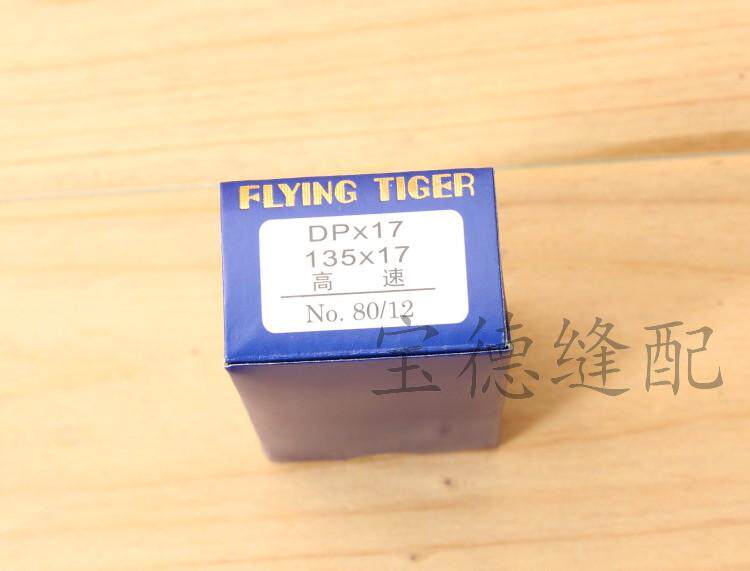 FLYING TIGER
DPx17
135x17
高 速
No. 80/12
宝德缝配